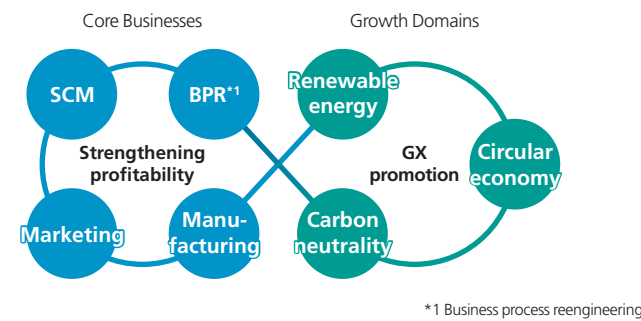 Core Businesses
Growth Domains
SCM
BPR*1
Strengthening
profitability
Marketing
Manu-
facturing
Renewable
energy
GX
promotion
Circular
economy
Carbon
neutrality
*1 Business process reengineering